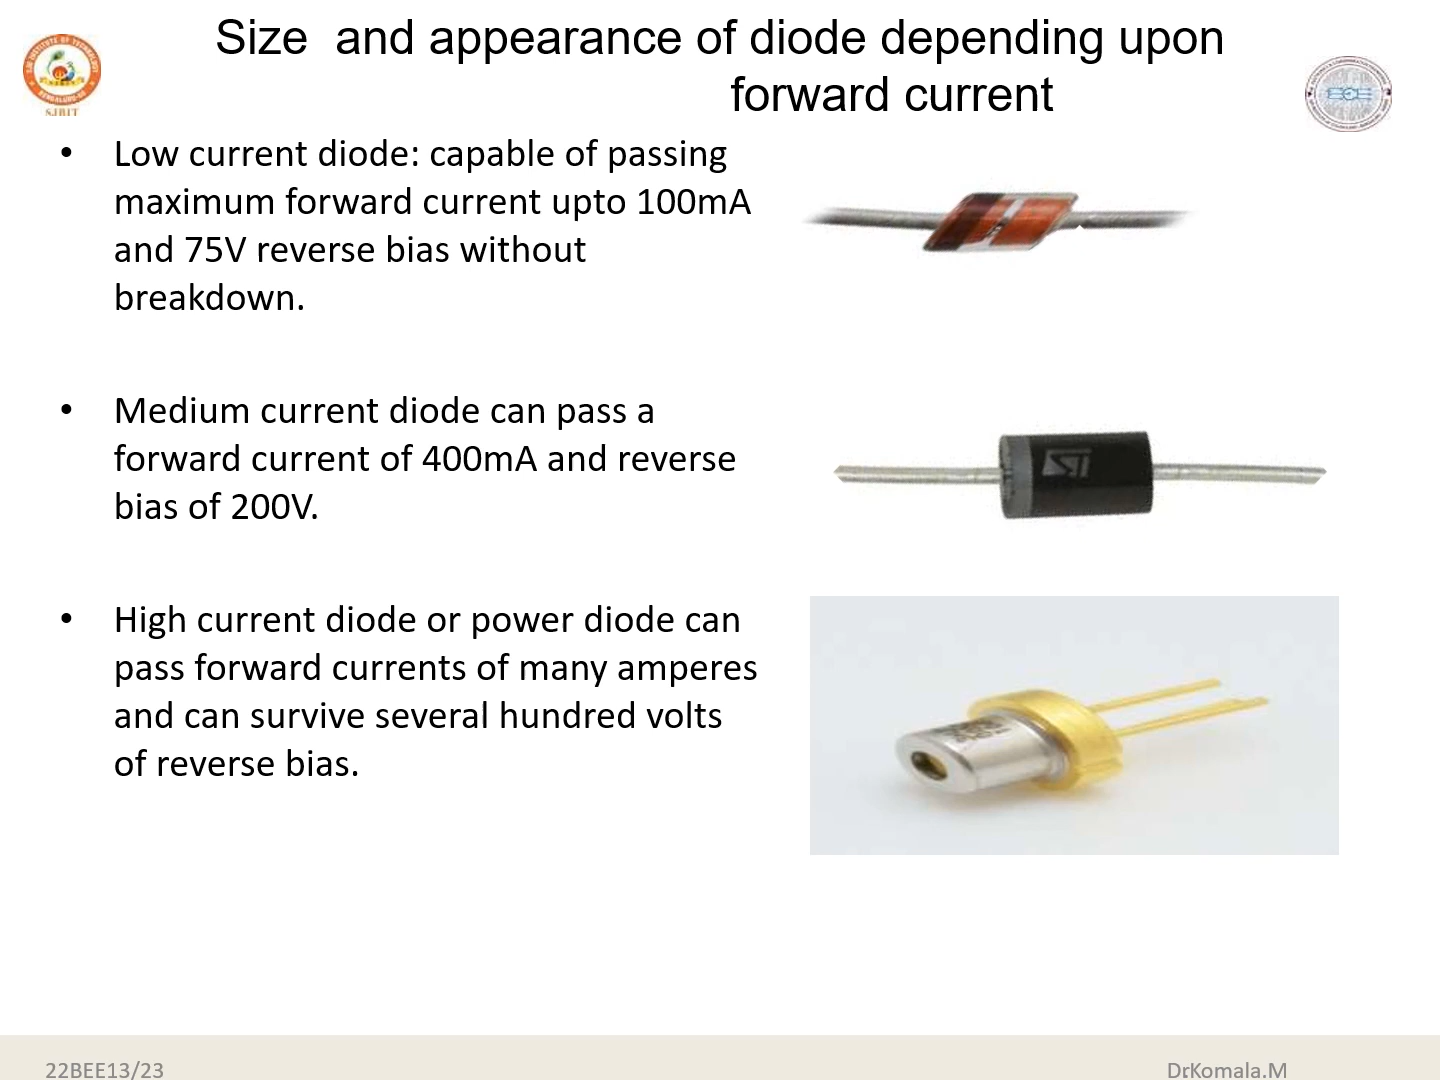 Size and appearance of diode depending upon
forward current
SJBIT
• Low current diode: capable of passing
maximum forward current upto 100mA
and 75V reverse bias without
breakdown.
• Medium current diode can pass a
forward current of 400mA and reverse
bias of 200V.
• High current diode or power diode can
pass forward currents of many amperes
and can survive several hundred volts
of reverse bias.
22BEE13/23
Dr.Komala.M